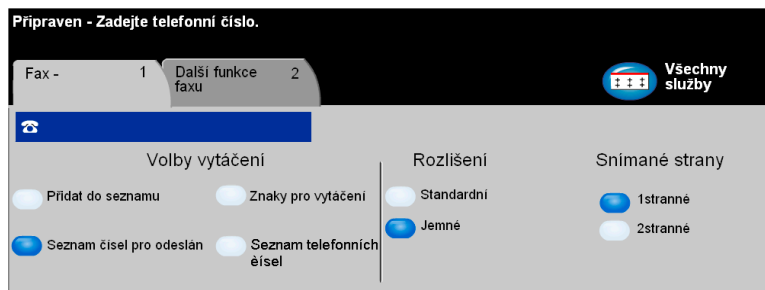 Připraven - Zadejte telefonní číslo.
Fax - 1
Další funkce faxu 2
Všechny služby
Volby vytáčení
Přidat do seznamu
Znaky pro vytáčení
Seznam čísel pro odeslán
Seznam telefonních
èísel
Rozlišení
Standardní
Jemné
Snímané strany
1stranné
2stranné